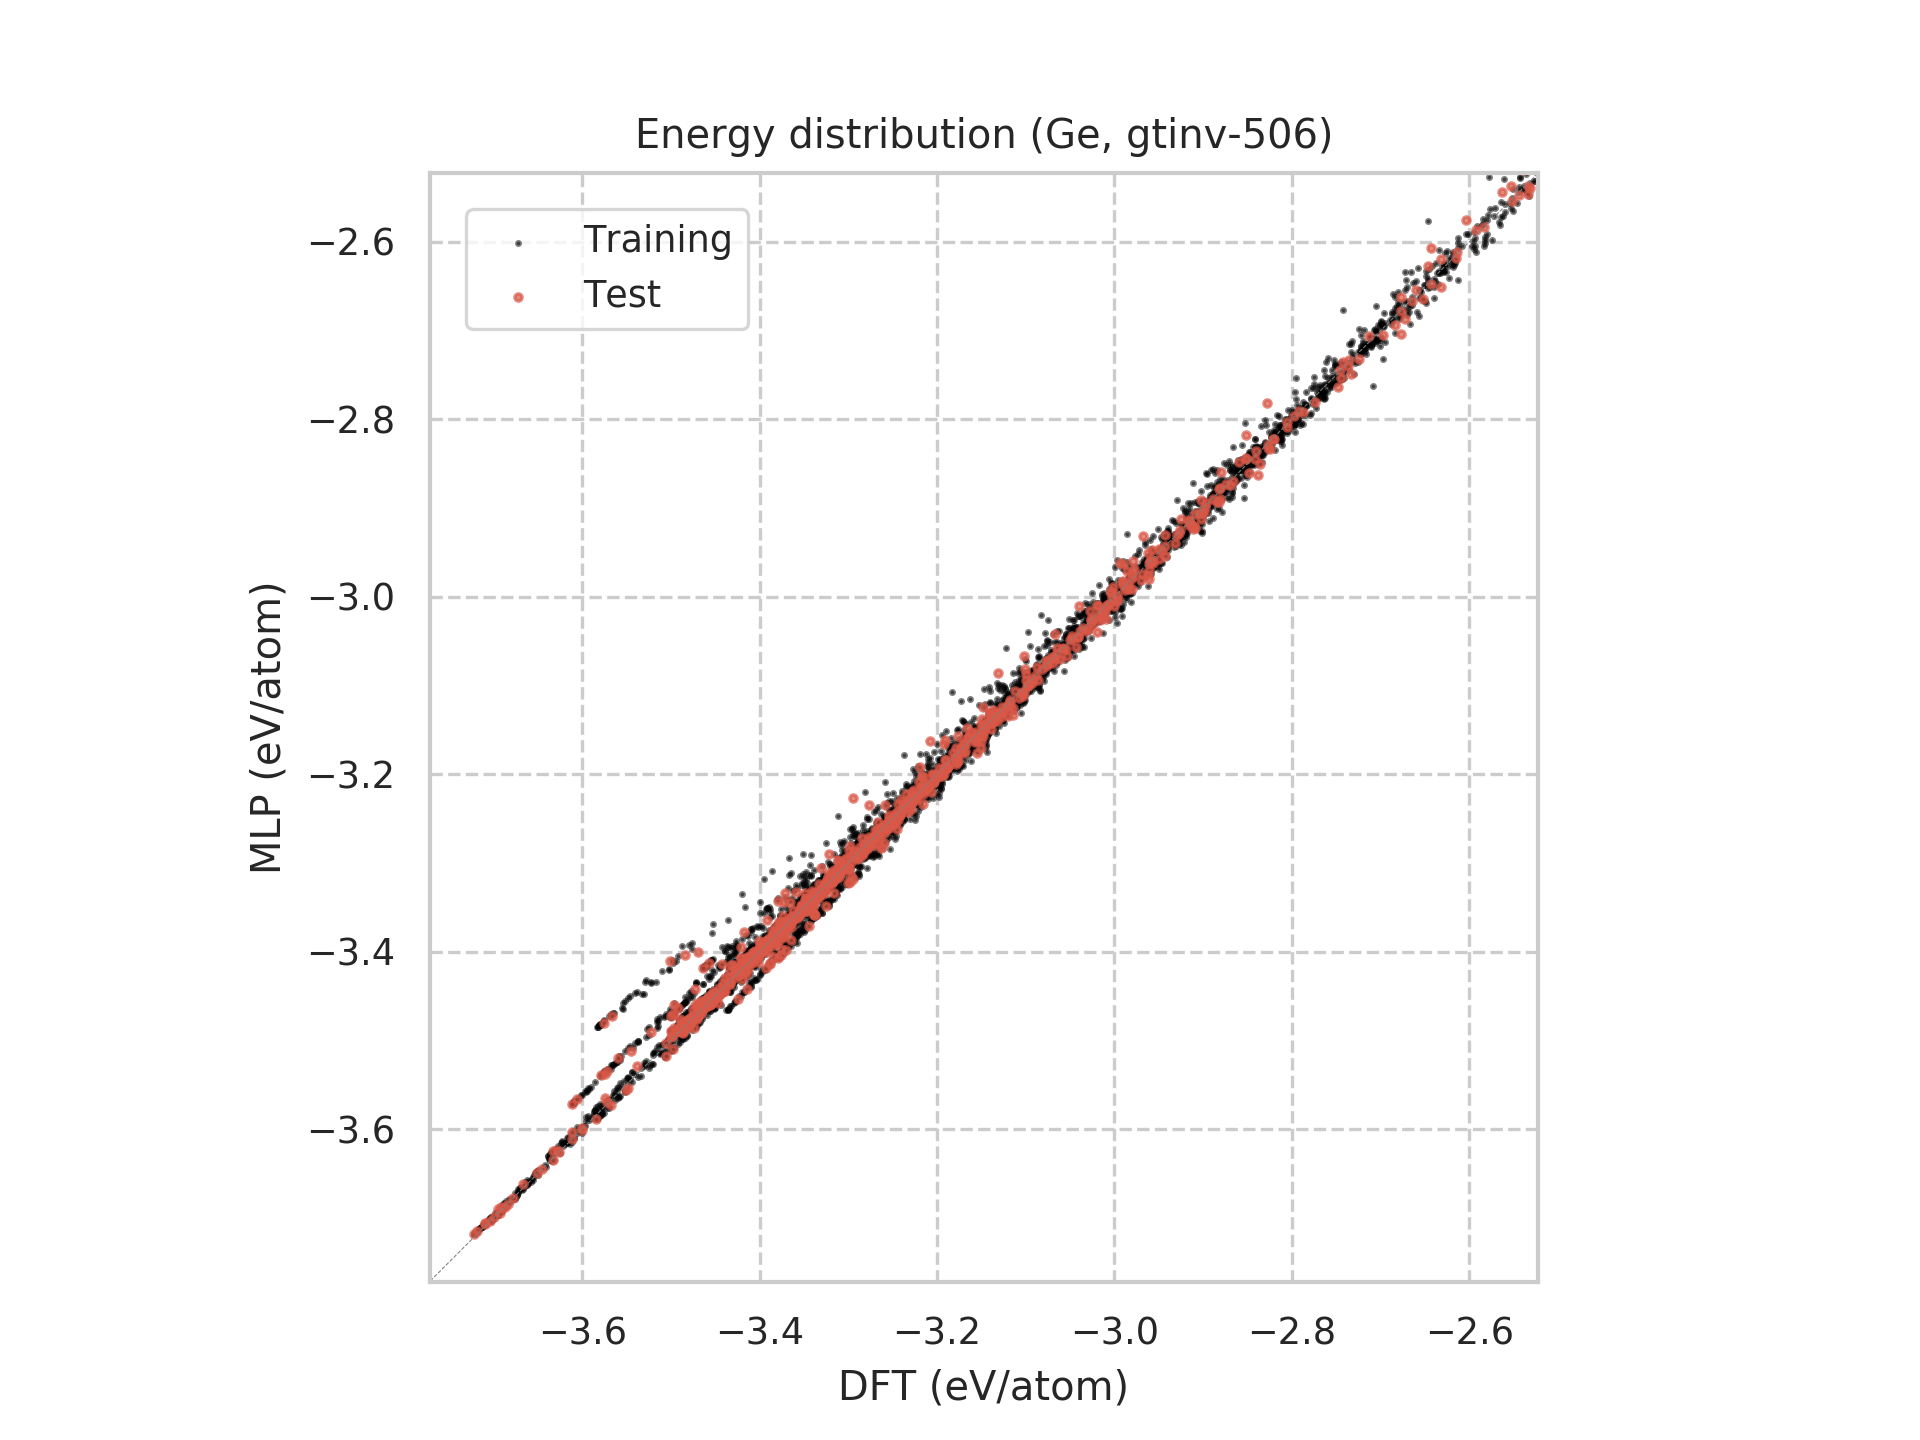 Energy distribution (Ge, gtinv-506)
Training
Test
−2.6
−2.8
−3.0
−3.2
−3.4
−3.6
MLP (eV/atom)
−3.6 −3.4 −3.2 −3.0 −2.8 −2.6
DFT (eV/atom)